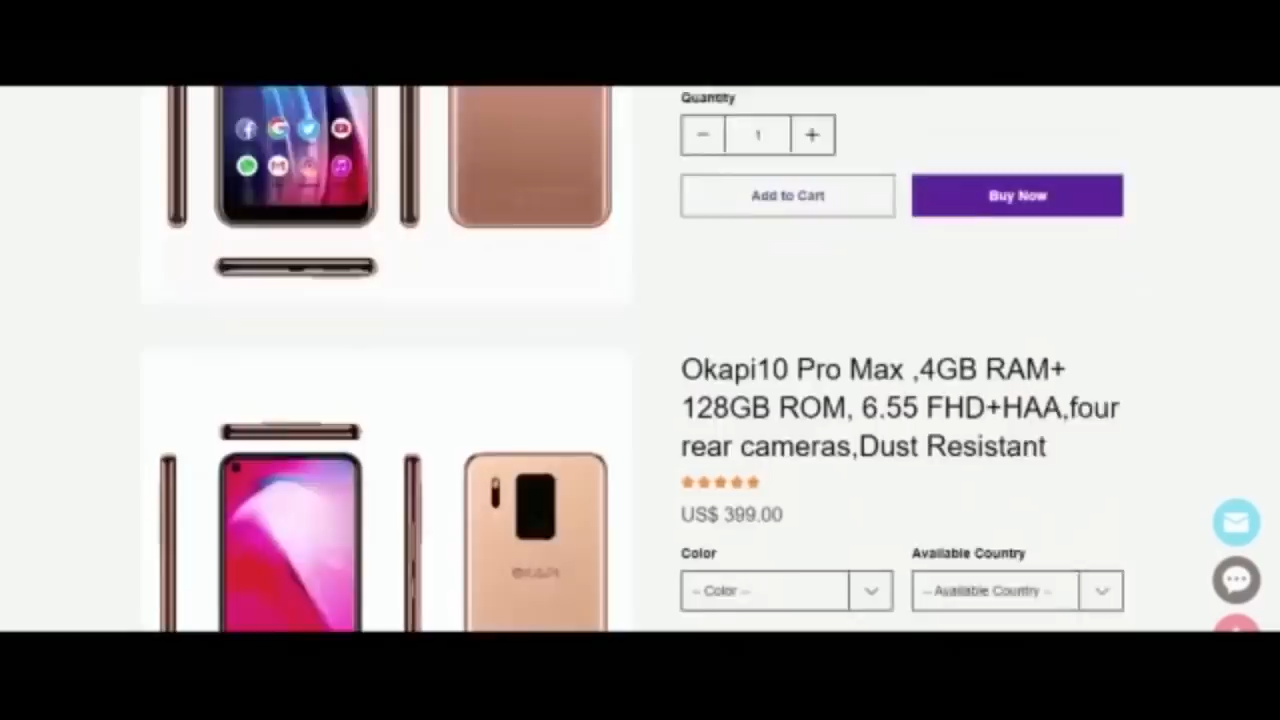 Quantity
1
Add to Cart
Buy Now
Okapi10 Pro Max ,4GB RAM+
128GB ROM, 6.55 FHD+HAA,four
rear cameras,Dust Resistant
US$ 399.00
Color
Available Country
-- Color --
-- Available Country --
OKAPI